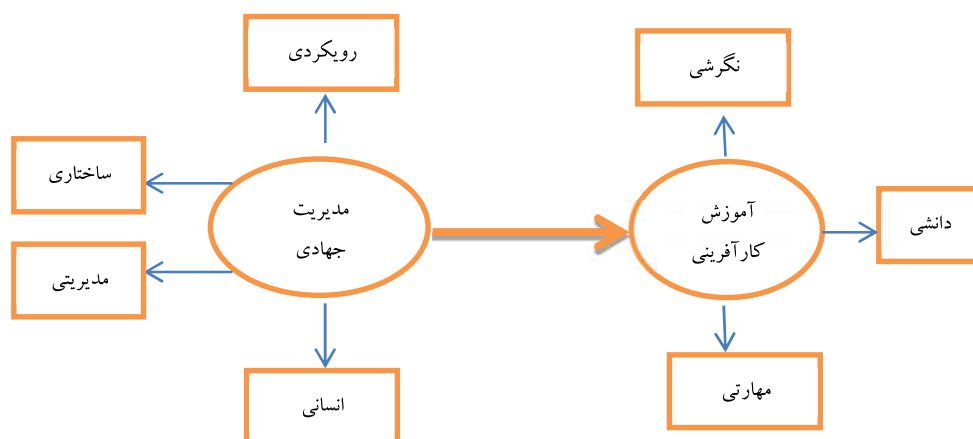 رویکردی
نگرشی
ساختاری
مدیریت
جهادی
آموزش
کارآفرینی
دانشی
مدیریتی
انسانی
مهارتی